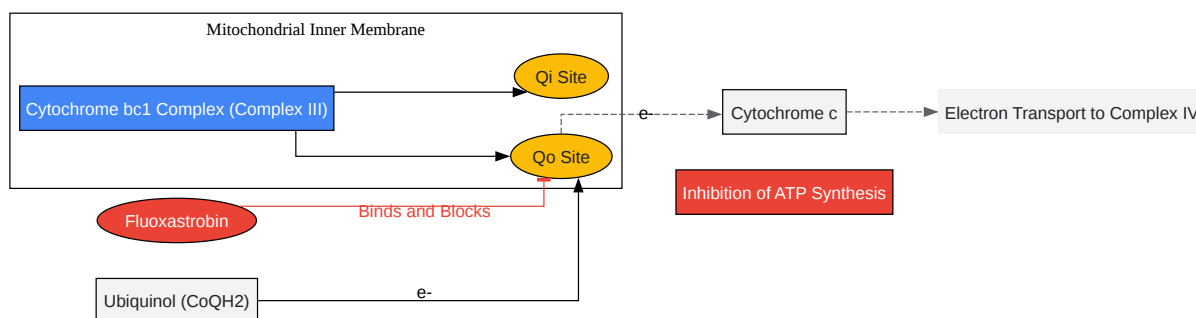 Mitochondrial Inner Membrane
Qi Site
Cytochrome bc1 Complex (Complex III)
e-
Cytochrome c
Electron Transport to Complex IV
Qo Site
Inhibition of ATP Synthesis
Fluoxastrobin
Binds and Blocks
Ubiquinol (CoQH2)
e-